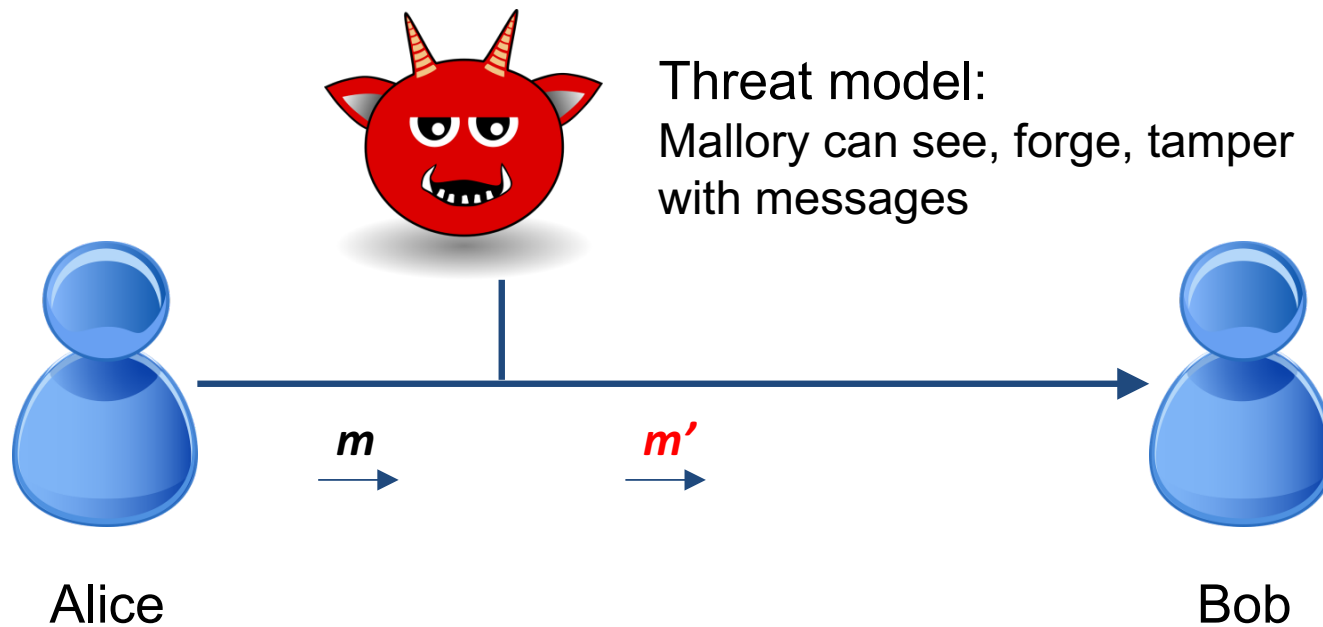 Threat model:
Mallory can see, forge, tamper
with messages
m
m’
Alice
Bob